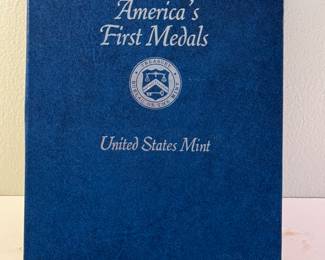 America's
First Medals
United States Mint